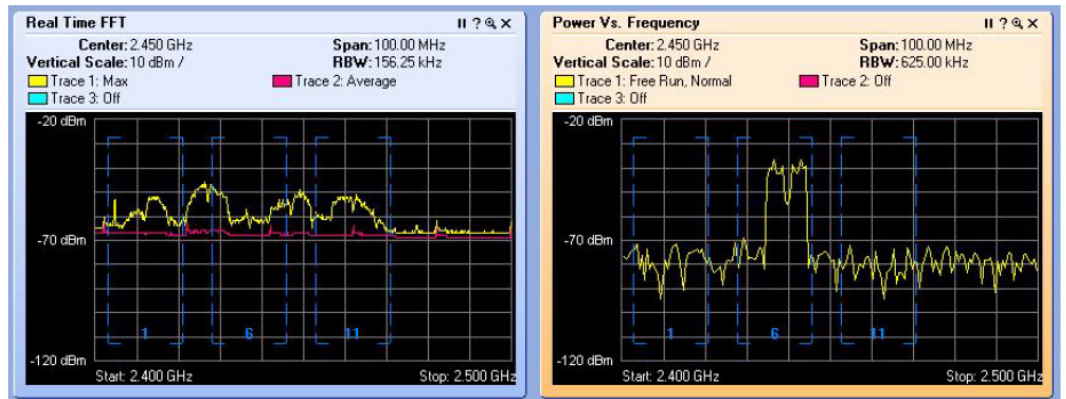 Real Time FFT
Center: 2.450 GHz Span: 100.00 MHz
Vertical Scale: 10 dBm / RBW: 156.25 kHz
Trace 1: Max Trace 2: Average
Trace 3: Off
-20 dBm
-70 dBm
1 6 11
-120 dBm
Start: 2.400 GHz Stop: 2.500 GHz
Power Vs. Frequency
Center: 2.450 GHz Span: 100.00 MHz
Vertical Scale: 10 dBm / RBW: 625.00 kHz
Trace 1: Free Run, Normal Trace 2: Off
Trace 3: Off
-20 dBm
-70 dBm
1 6 11
-120 dBm
Start: 2.400 GHz Stop: 2.500 GHz